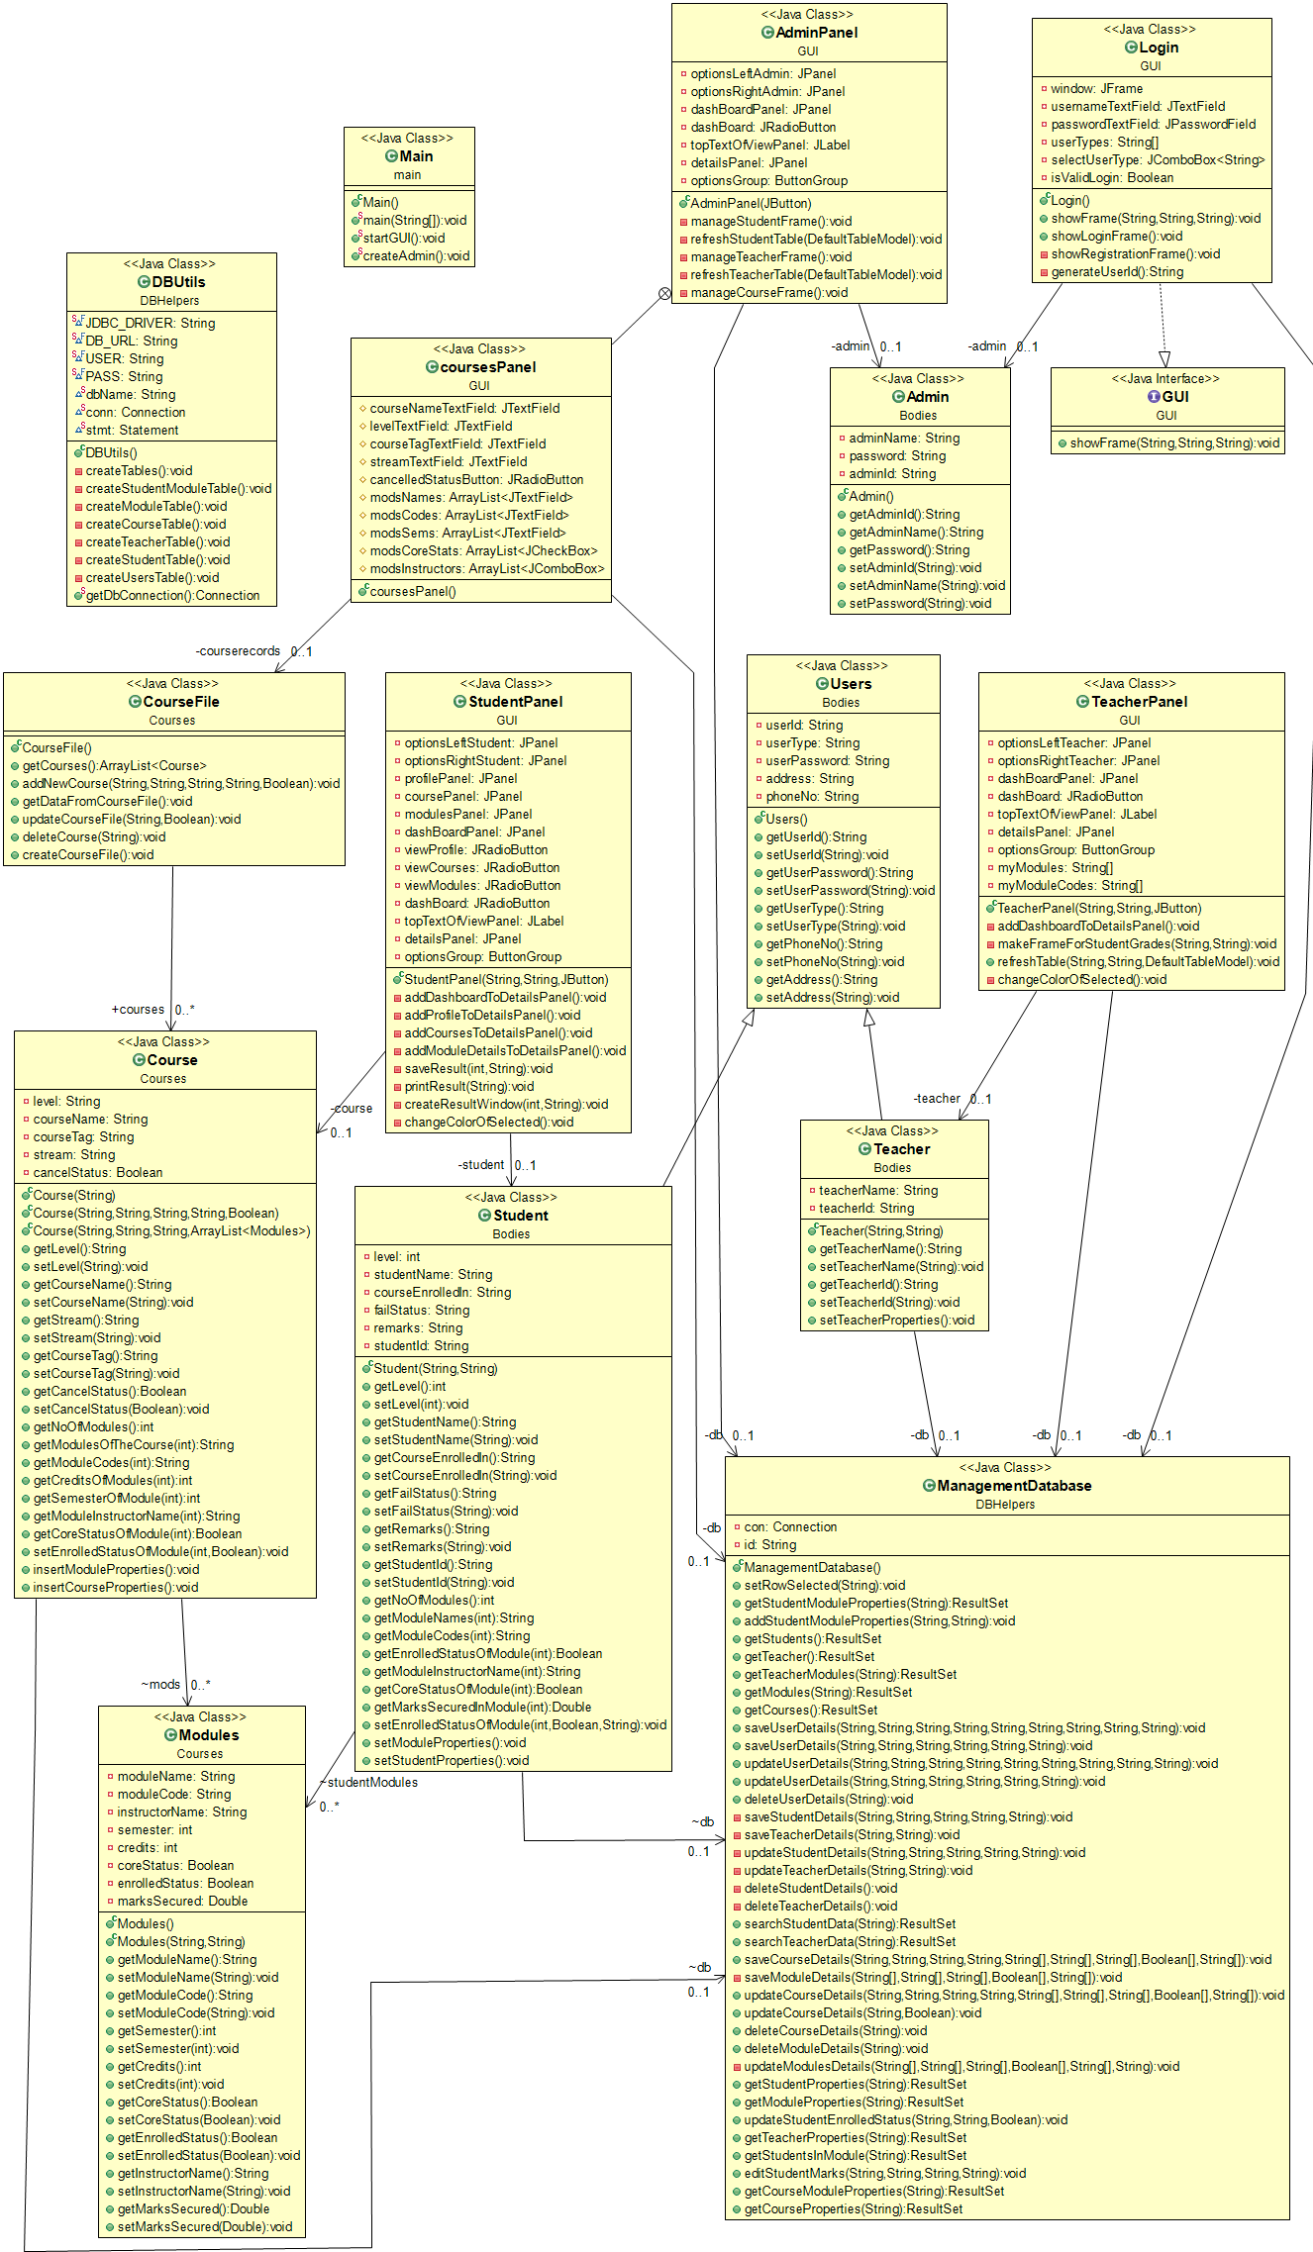 <<Java Class>>
AdminPanel
GUI
optionsLeftAdmin: JPanel
optionsRightAdmin: JPanel
dashBoardPanel: JPanel
dashBoard: JRadioButton
topTextOfViewPanel: JLabel
detailsPanel: JPanel
optionsGroup: ButtonGroup
AdminPanel(JButton)
manageStudentFrame():void
refreshStudentTable(DefaultTableModel):void
manageTeacherFrame():void
refreshTeacherTable(DefaultTableModel):void
manageCourseFrame():void
<<Java Class>>
Login
GUI
window: JFrame
usernameTextField: JTextField
passwordTextField: JPasswordField
userTypes: String[]
selectUserType: JComboBox<String>
isValidLogin: Boolean
Login()
showFrame(String,String,String):void
showLoginFrame():void
showRegistrationFrame():void
generateUserId():String
<<Java Class>>
Main
main
Main()
main(String[]):void
startGUI():void
createAdmin():void
<<Java Class>>
DBUtils
DBHelpers
JDBC_DRIVER: String
DB_URL: String
USER: String
PASS: String
dbName: String
conn: Connection
stmt: Statement
DBUtils()
createTables():void
createStudentModuleTable():void
createModuleTable():void
createCourseTable():void
createTeacherTable():void
createStudentTable():void
createUsersTable():void
getDbConnection():Connection
<<Java Class>>
coursesPanel
GUI
courseNameTextField: JTextField
levelTextField: JTextField
courseTagTextField: JTextField
streamTextField: JTextField
cancelledStatusButton: JRadioButton
modsNames: ArrayList<JTextField>
modsCodes: ArrayList<JTextField>
modsSems: ArrayList<JTextField>
modsCoreStats: ArrayList<JCheckBox>
modsInstructors: ArrayList<JComboBox>
coursesPanel()
-admin 0..1
-admin 0..1
<<Java Class>>
Admin
Bodies
adminName: String
password: String
adminId: String
Admin()
getAdminId():String
getAdminName():String
getPassword():String
setAdminId(String):void
setAdminName(String):void
setPassword(String):void
<<Java Interface>>
GUI
GUI
showFrame(String,String,String):void
-courserecords 0..1
<<Java Class>>
CourseFile
Courses
CourseFile()
getCourses():ArrayList<Course>
addNewCourse(String,String,String,String,Boolean):void
getDataFromCourseFile():void
updateCourseFile(String,Boolean):void
deleteCourse(String):void
createCourseFile():void
<<Java Class>>
StudentPanel
GUI
optionsLeftStudent: JPanel
optionsRightStudent: JPanel
profilePanel: JPanel
coursePanel: JPanel
modulesPanel: JPanel
dashBoardPanel: JPanel
viewProfile: JRadioButton
viewCourses: JRadioButton
viewModules: JRadioButton
dashBoard: JRadioButton
topTextOfViewPanel: JLabel
detailsPanel: JPanel
optionsGroup: ButtonGroup
StudentPanel(String,String,JButton)
addDashboardToDetailsPanel():void
addProfileToDetailsPanel():void
addCoursesToDetailsPanel():void
addModuleDetailsToDetailsPanel():void
saveResult(int,String):void
printResult(String):void
createResultWindow(int,String):void
changeColorOfSelected():void
<<Java Class>>
Users
Bodies
userId: String
userType: String
userPassword: String
address: String
phoneNo: String
Users()
getUserId():String
setUserId(String):void
getUserPassword():String
setUserPassword(String):void
getUserType():String
setUserType(String):void
getPhoneNo():String
setPhoneNo(String):void
getAddress():String
setAddress(String):void
<<Java Class>>
TeacherPanel
GUI
optionsLeftTeacher: JPanel
optionsRightTeacher: JPanel
dashBoardPanel: JPanel
dashBoard: JRadioButton
topTextOfViewPanel: JLabel
detailsPanel: JPanel
optionsGroup: ButtonGroup
myModules: String[]
myModuleCodes: String[]
TeacherPanel(String,String,JButton)
addDashboardToDetailsPanel():void
makeFrameForStudentGrades(String,String):void
refreshTable(String,String,DefaultTableModel):void
changeColorOfSelected():void
+courses 0..*
-course
0..1
-student 0..1
-teacher 0..1
<<Java Class>>
Course
Courses
level: String
courseName: String
courseTag: String
stream: String
cancelStatus: Boolean
Course(String)
Course(String,String,String,String,Boolean)
Course(String,String,String,ArrayList<Modules>)
getLevel():String
setLevel(String):void
getCourseName():String
setCourseName(String):void
getStream():String
setStream(String):void
getCourseTag():String
setCourseTag(String):void
getCancelStatus():Boolean
setCancelStatus(Boolean):void
getNoOfModules():int
getModulesOfTheCourse(int):String
getModuleCodes(int):String
getCreditsOfModules(int):int
getSemesterOfModule(int):int
getModuleInstructorName(int):String
getCoreStatusOfModule(int):Boolean
setEnrolledStatusOfModule(int,Boolean):void
insertModuleProperties():void
insertCourseProperties():void
<<Java Class>>
Student
Bodies
level: int
studentName: String
courseEnrolledIn: String
failStatus: String
remarks: String
studentId: String
Student(String,String)
getLevel():int
setLevel(int):void
getStudentName():String
setStudentName(String):void
getCourseEnrolledIn():String
setCourseEnrolledIn(String):void
getFailStatus():String
setFailStatus(String):void
getRemarks():String
setRemarks(String):void
getStudentId():String
setStudentId(String):void
getNoOfModules():int
getModuleNames(int):String
getModuleCodes(int):String
getEnrolledStatusOfModule(int):Boolean
getModuleInstructorName(int):String
getCoreStatusOfModule(int):Boolean
getMarksSecuredInModule(int):Double
setEnrolledStatusOfModule(int,Boolean,String):void
setModuleProperties():void
setStudentProperties():void
<<Java Class>>
Teacher
Bodies
teacherName: String
teacherId: String
Teacher(String,String)
getTeacherName():String
setTeacherName(String):void
getTeacherId():String
setTeacherId(String):void
setTeacherProperties():void
-db 0..1
-db 0..1
-db 0..1
-db 0..1
-db
0..1
~mods 0..*
~studentModules
0..*
~db
0..1
~db
0..1
<<Java Class>>
Modules
Courses
moduleName: String
moduleCode: String
instructorName: String
semester: int
credits: int
coreStatus: Boolean
enrolledStatus: Boolean
marksSecured: Double
Modules()
Modules(String,String)
getModuleName():String
setModuleName(String):void
getModuleCode():String
setModuleCode(String):void
getSemester():int
setSemester(int):void
getCredits():int
setCredits(int):void
getCoreStatus():Boolean
setCoreStatus(Boolean):void
getEnrolledStatus():Boolean
setEnrolledStatus(Boolean):void
getInstructorName():String
setInstructorName(String):void
getMarksSecured():Double
setMarksSecured(Double):void
<<Java Class>>
ManagementDatabase
DBHelpers
con: Connection
id: String
ManagementDatabase()
setRowSelected(String):void
getStudentModuleProperties(String):ResultSet
addStudentModuleProperties(String,String):void
getStudents():ResultSet
getTeacher():ResultSet
getTeacherModules(String):ResultSet
getModules(String):ResultSet
getCourses():ResultSet
saveUserDetails(String,String,String,String,String,String,String,String):void
saveUserDetails(String,String,String,String,String):void
updateUserDetails(String,String,String,String,String,String,String,String):void
updateUserDetails(String,String,String,String,String):void
deleteUserDetails(String):void
saveStudentDetails(String,String,String,String,String):void
saveTeacherDetails(String,String):void
updateStudentDetails(String,String,String,String,String):void
updateTeacherDetails(String,String):void
deleteStudentDetails():void
deleteTeacherDetails():void
searchStudentData(String):ResultSet
searchTeacherData(String):ResultSet
saveCourseDetails(String,String,String,String,String[],String[],String[],Boolean[],String[]):void
saveModuleDetails(String[],String[],String[],Boolean[],String[]):void
updateCourseDetails(String,String,String,String,String[],String[],String[],Boolean[],String[]):void
updateCourseDetails(String,Boolean):void
deleteCourseDetails(String):void
deleteModuleDetails(String):void
updateModulesDetails(String[],String[],String[],Boolean[],String[],String):void
getStudentProperties(String):ResultSet
getModuleProperties(String):ResultSet
updateStudentEnrolledStatus(String,String,Boolean):void
getTeacherProperties(String):ResultSet
getStudentsInModule(String):ResultSet
editStudentMarks(String,String,String,String):void
getCourseModuleProperties(String):ResultSet
getCourseProperties(String):ResultSet